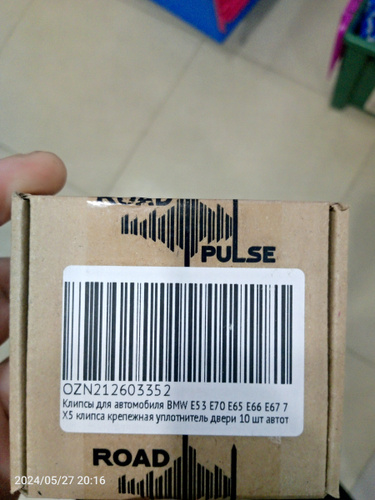 ROAD
PULSE
OZN212603352
Клипсы для автомобиля BMW E53 E70 E65 E66 E67 7
X5 клипса крепежная уплотнитель двери 10 шт автот
ROAD
2024/05/27 20:16